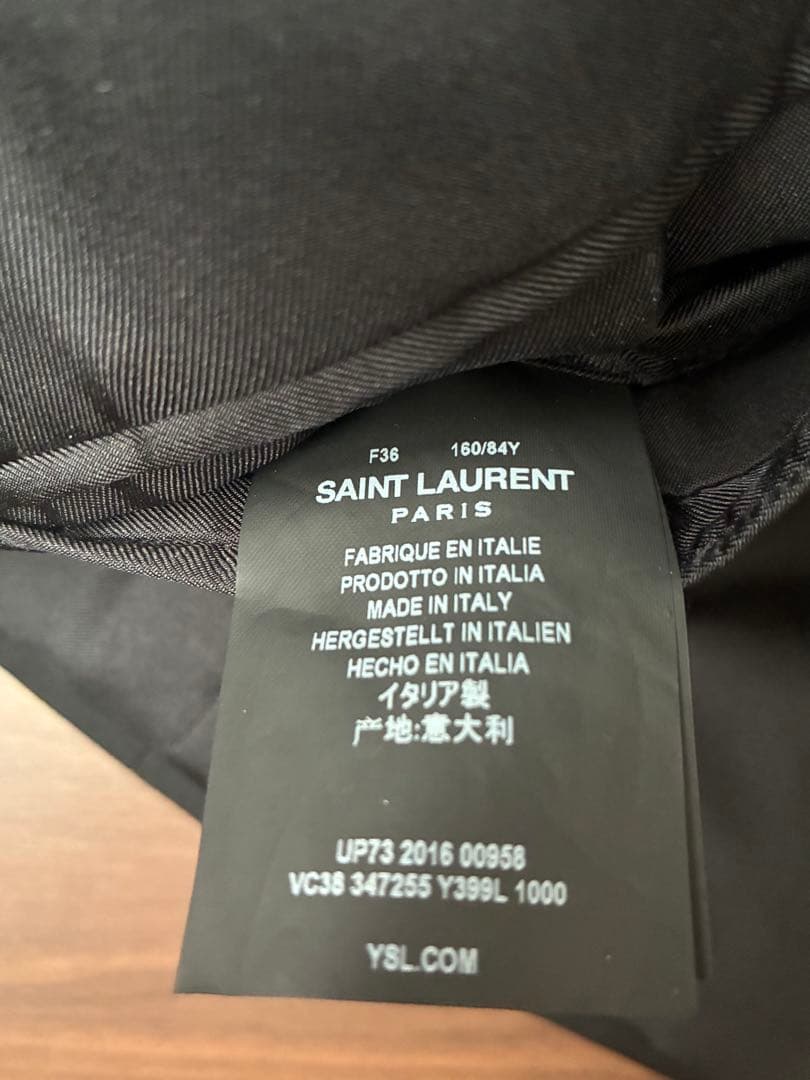 F36 160/84Y
SAINT LAURENT
PARIS
FABRIQUE EN ITALIE
PRODOTTO IN ITALIA
MADE IN ITALY
HERGESTELLT IN ITALIEN
HECHO EN ITALIA
イタリア製
产地:意大利
UP73 2016 00958
VC38 347255 Y399L 1000
YSL.COM